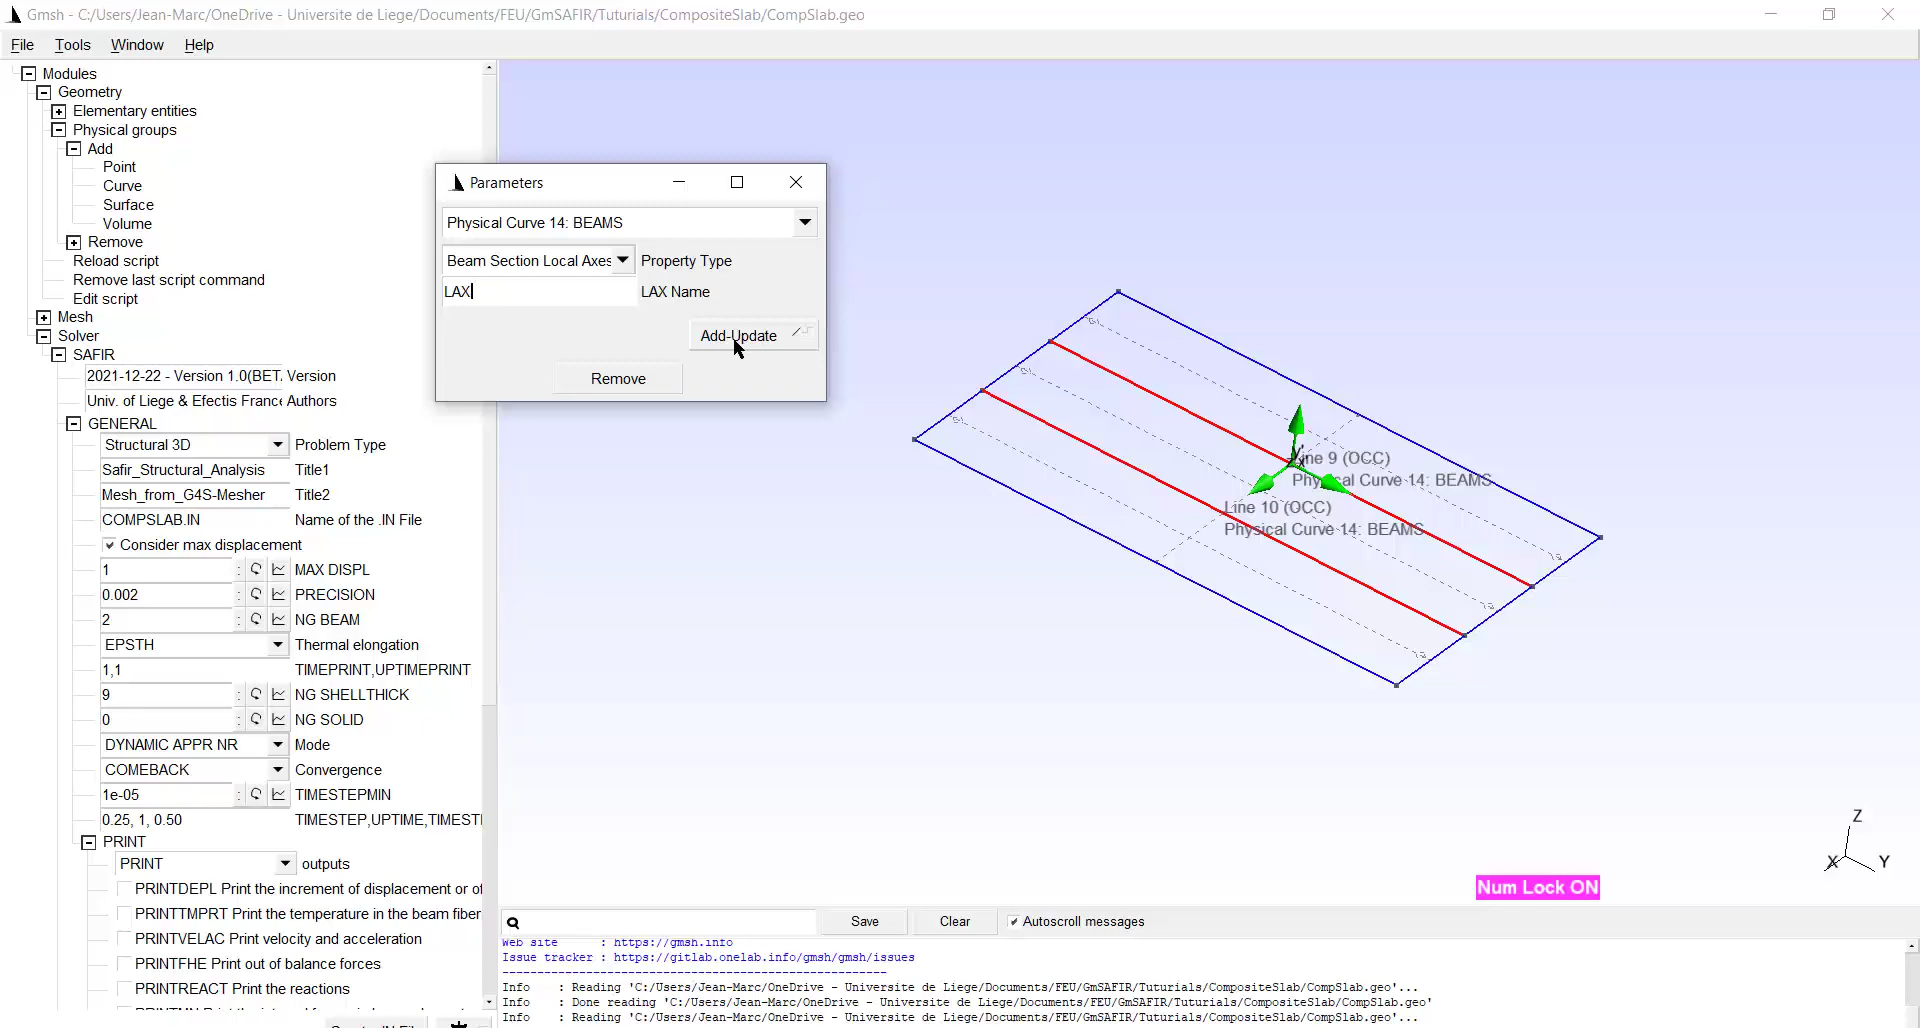 Gmsh - C:/Users/Jean-Marc/OneDrive - Universite de Liege/Documents/FEU/GmSAFIR/Tuturials/CompositeSlab/CompSlab.geo
File Tools Window Help
Modules
Geometry
Elementary entities
Physical groups
Add
Point
Curve
Surface
Volume
Remove
Reload script
Remove last script command
Edit script
Mesh
Solver
SAFIR
2021-12-22 - Version 1.0(BET. Version
Univ. of Liege & Efectis France Authors
GENERAL
Structural 3D Problem Type
Safir_Structural_Analysis Title1
Mesh_from_G4S-Mesher Title2
COMPSLAB.IN Name of the .IN File
Consider max displacement
1 : MAX DISPL
0.002 : PRECISION
2 : NG BEAM
EPSTH Thermal elongation
1,1 TIMEPRINT,UPTIMEPRINT
9 : NG SHELLTHICK
0 : NG SOLID
DYNAMIC APPR NR Mode
COMEBACK Convergence
1e-05 : TIMESTEPMIN
0.25, 1, 0.50 TIMESTEP,UPTIME,TIMEST
PRINT
PRINT outputs
PRINTDEPL Print the increment of displacement or of
PRINTTMPRT Print the temperature in the beam fiber
PRINTVELAC Print velocity and acceleration
PRINTFHE Print out of balance forces
PRINTREACT Print the reactions
Parameters
Physical Curve 14: BEAMS
Beam Section Local Axes Property Type
LAX LAX Name
Add-Update
Remove
Line 9 (OCC)
Physical Curve 14: BEAMS
Line 10 (OCC)
Physical Curve 14: BEAMS
Z
X Y
Num Lock ON
Save Clear Autoscroll messages
Web site : https://gmsh.info
Issue tracker : https://gitlab.onelab.info/gmsh/gmsh/issues
Info : Reading 'C:/Users/Jean-Marc/OneDrive - Universite de Liege/Documents/FEU/GmSAFIR/Tuturials/CompositeSlab/CompSlab.geo'...
Info : Done reading 'C:/Users/Jean-Marc/OneDrive - Universite de Liege/Documents/FEU/GmSAFIR/Tuturials/CompositeSlab/CompSlab.geo'
Info : Reading 'C:/Users/Jean-Marc/OneDrive - Universite de Liege/Documents/FEU/GmSAFIR/Tuturials/CompositeSlab/CompSlab.geo'...